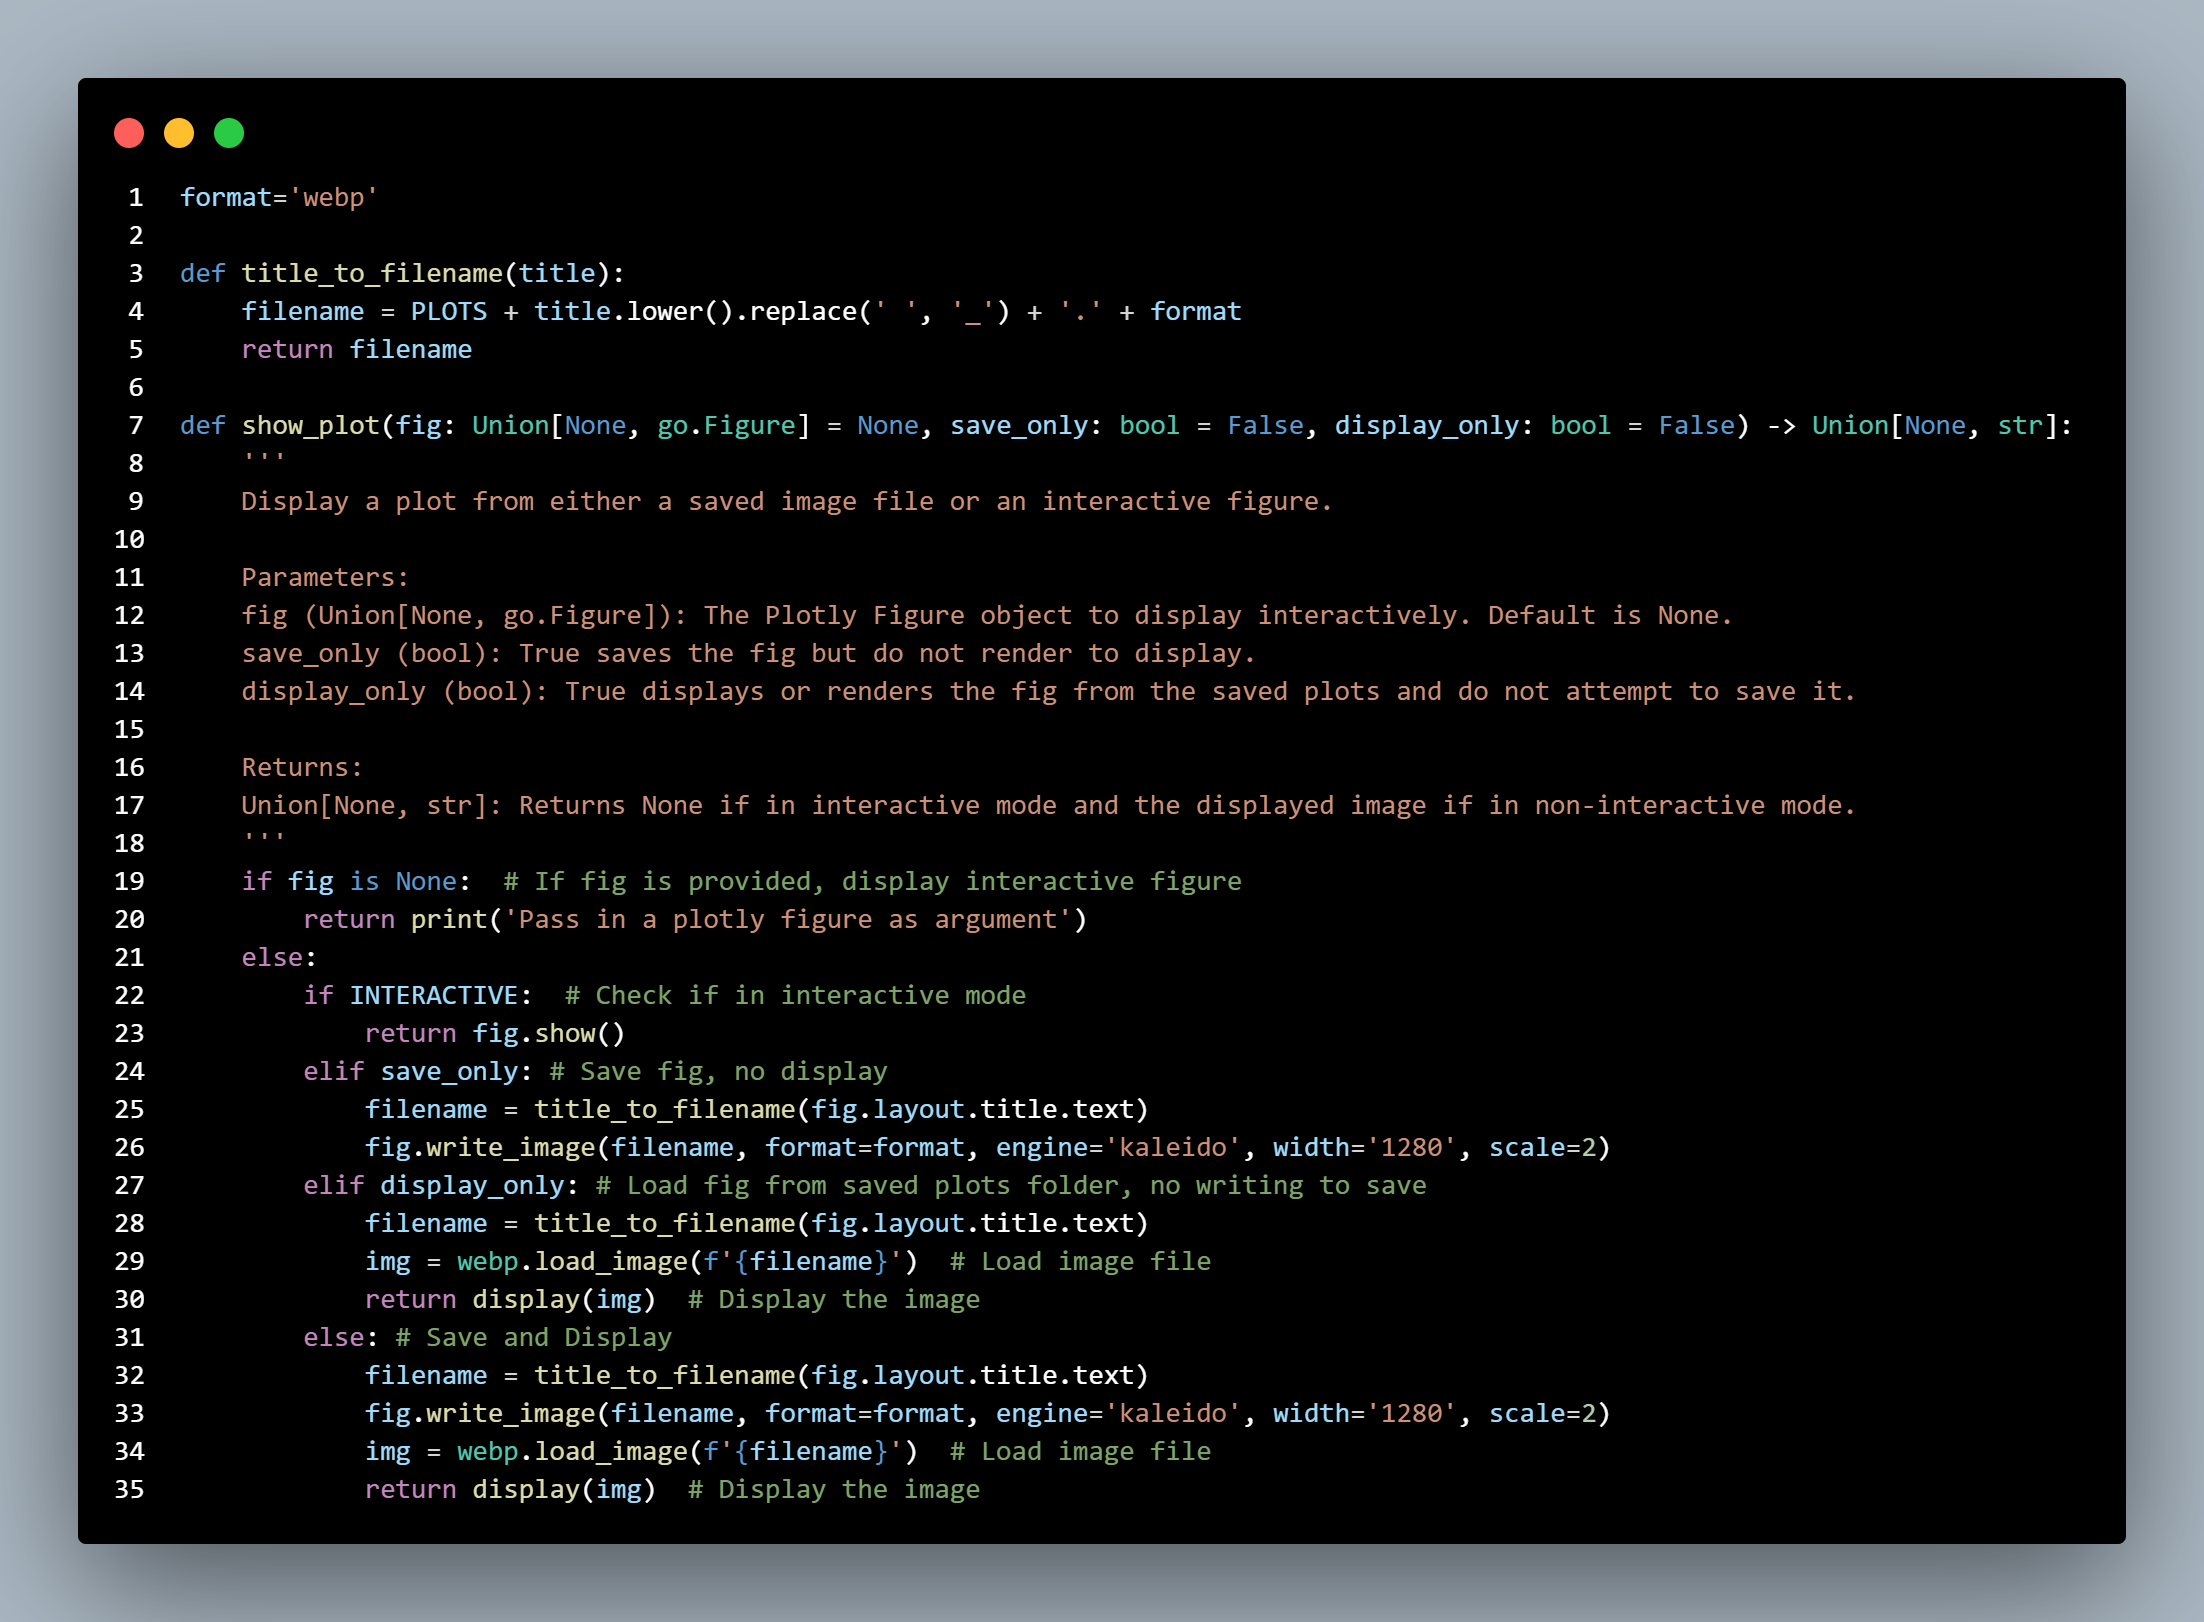 1 format='webp'
2
3 def title_to_filename(title):
4     filename = PLOTS + title.lower().replace(' ', '_') + '.' + format
5     return filename
6
7 def show_plot(fig: Union[None, go.Figure] = None, save_only: bool = False, display_only: bool = False) -> Union[None, str]:
8     '''
9     Display a plot from either a saved image file or an interactive figure.
10
11     Parameters:
12     fig (Union[None, go.Figure]): The Plotly Figure object to display interactively. Default is None.
13     save_only (bool): True saves the fig but do not render to display.
14     display_only (bool): True displays or renders the fig from the saved plots and do not attempt to save it.
15
16     Returns:
17     Union[None, str]: Returns None if in interactive mode and the displayed image if in non-interactive mode.
18     '''
19     if fig is None:  # If fig is provided, display interactive figure
20         return print('Pass in a plotly figure as argument')
21     else:
22         if INTERACTIVE:  # Check if in interactive mode
23             return fig.show()
24         elif save_only: # Save fig, no display
25             filename = title_to_filename(fig.layout.title.text)
26             fig.write_image(filename, format=format, engine='kaleido', width='1280', scale=2)
27         elif display_only: # Load fig from saved plots folder, no writing to save
28             filename = title_to_filename(fig.layout.title.text)
29             img = webp.load_image(f'{filename}')  # Load image file
30             return display(img)  # Display the image
31         else: # Save and Display
32             filename = title_to_filename(fig.layout.title.text)
33             fig.write_image(filename, format=format, engine='kaleido', width='1280', scale=2)
34             img = webp.load_image(f'{filename}')  # Load image file
35             return display(img)  # Display the image